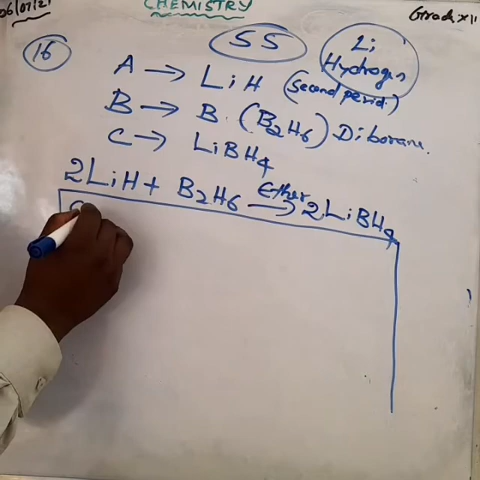 06/07/21 CHEMISTRY Grade XII
16 55 Li
Hydrogen
A → LiH (Second period)
B → B (B2H6) Diborane.
C → LiBH4
2LiH + B2H6 Ether → 2LiBH4